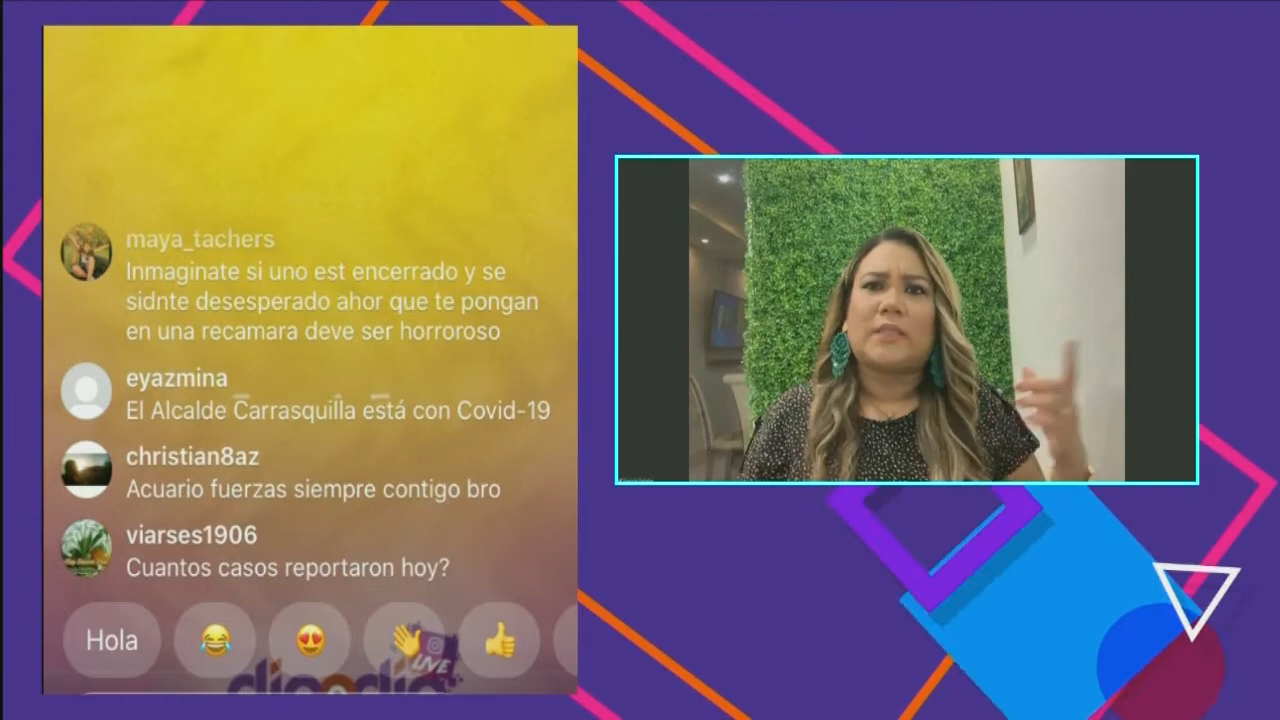 maya_tachers
Inmaginate si uno est encerrado y se
sidnte desesperado ahor que te pongan
en una recamara deve ser horroroso
eyazmina
El Alcalde Carrasquilla está con Covid-19
christian8az
Acuario fuerzas siempre contigo bro
viarses1906
Cuantos casos reportaron hoy?
Hola
LIVE